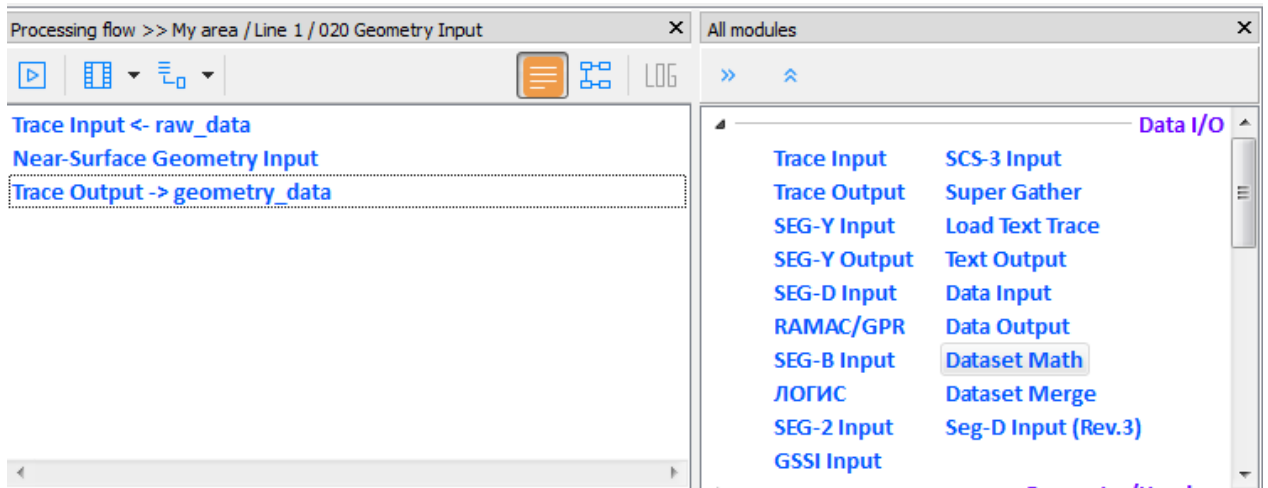 Processing flow >> My area / Line 1 / 020 Geometry Input
All modules
LOG
Trace Input <- raw_data
Near-Surface Geometry Input
Trace Output -> geometry_data
Data I/O
Trace Input SCS-3 Input
Trace Output Super Gather
SEG-Y Input Load Text Trace
SEG-Y Output Text Output
SEG-D Input Data Input
RAMAC/GPR Data Output
SEG-B Input Dataset Math
ЛОГИС Dataset Merge
SEG-2 Input Seg-D Input (Rev.3)
GSSI Input